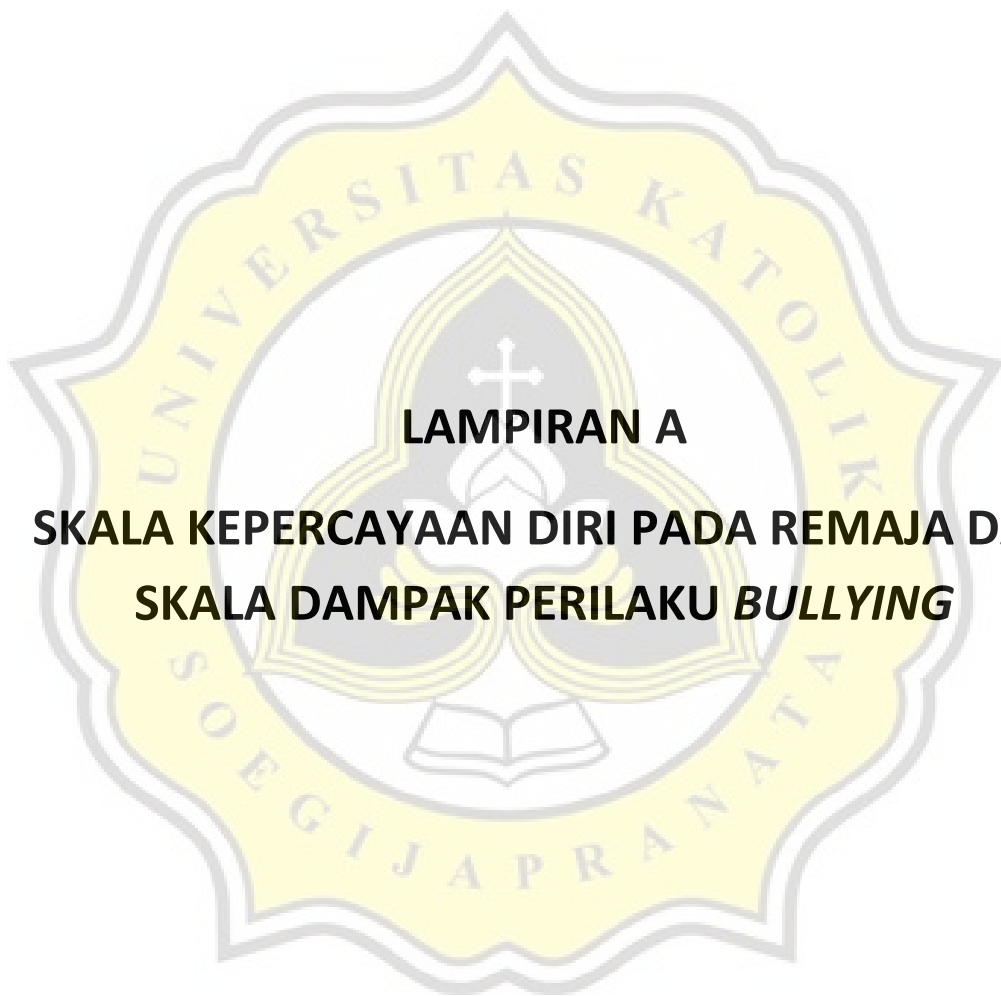 UNIVERSITAS KATOLIK
LAMPIRAN A
SKALA KEPERCAYAAN DIRI PADA REMAJA
SKALA DAMPAK PERILAKU BULLYING
SOEGIJAPRANATA